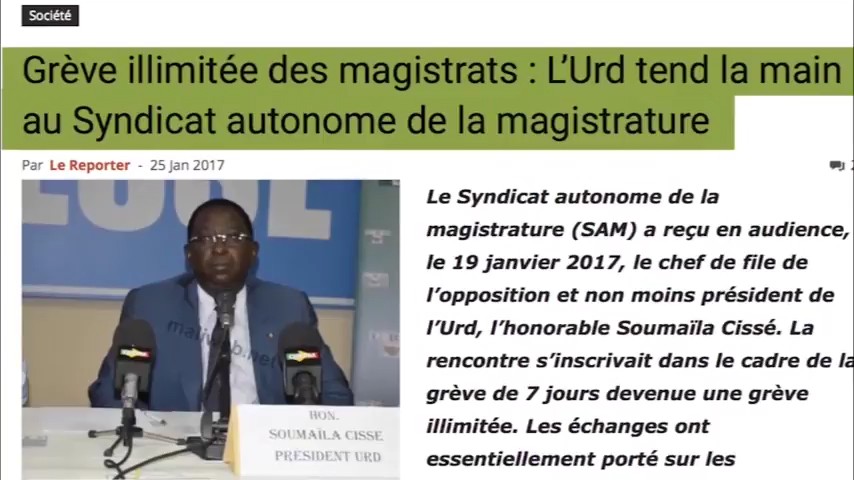 Société
Grève illimitée des magistrats : L’Urd tend la main
au Syndicat autonome de la magistrature
Par Le Reporter - 25 Jan 2017
Le Syndicat autonome de la
magistrature (SAM) a reçu en audience,
le 19 janvier 2017, le chef de file de
l’opposition et non moins président de
l’Urd, l’honorable Soumaïla Cissé. La
rencontre s’inscrivait dans le cadre de la
grève de 7 jours devenue une grève
illimitée. Les échanges ont
essentiellement porté sur les
maliweb.net
HON.
SOUMAÏLA CISSE
PRÉSIDENT URD